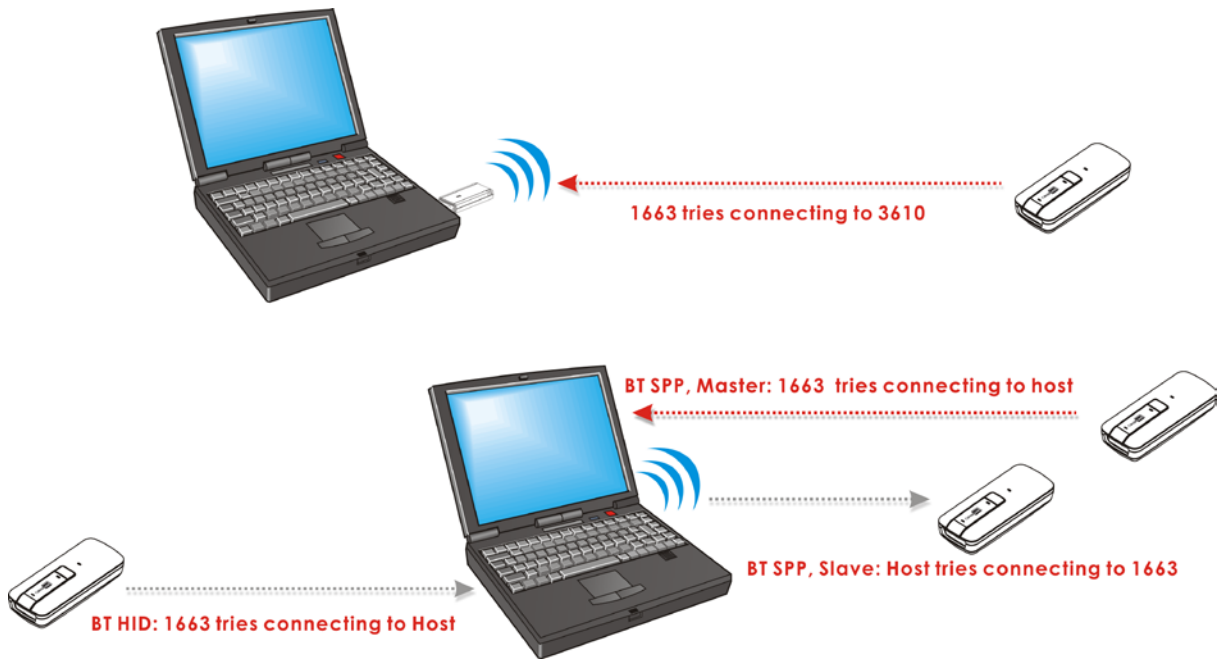 1663 tries connecting to 3610
BT SPP, Master: 1663 tries connecting to host
BT SPP, Slave: Host tries connecting to 1663
BT HID: 1663 tries connecting to Host